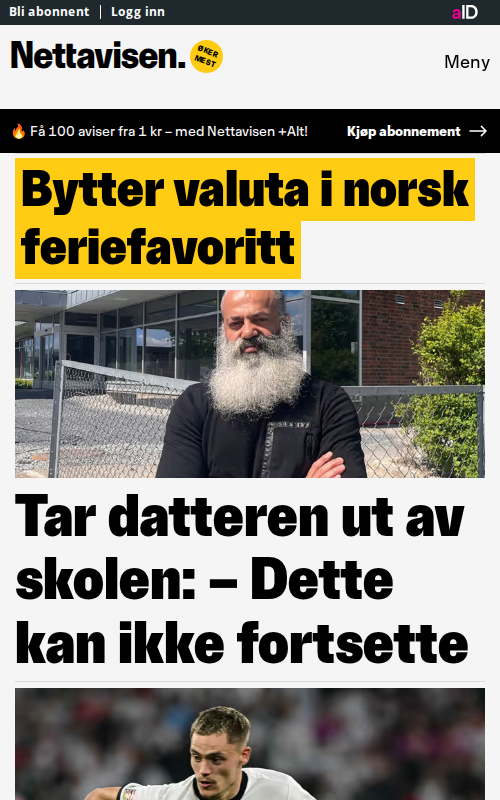 Bli abonnent | Logg inn
aID
Nettavisen.
ØKER
MEST
Meny
🔥 Få 100 aviser fra 1 kr – med Nettavisen +Alt!
Kjøp abonnement →
Bytter valuta i norsk
feriefavoritt
Tar datteren ut av
skolen: – Dette
kan ikke fortsette